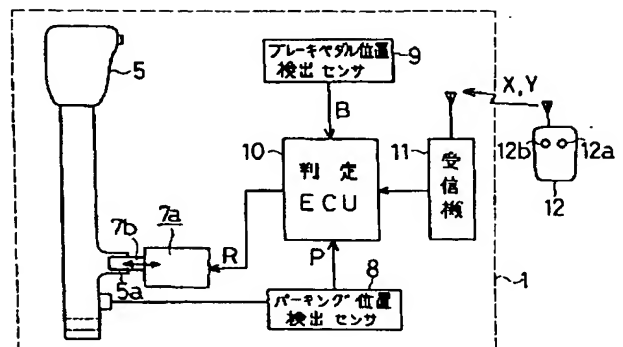 5
ブレーキペダル位置
検出センサ
9
X,Y
B
10
判定
ECU
11
受信機
12b
12a
12
7b
7a
R
5a
P
8
パーキング位置
検出センサ
1